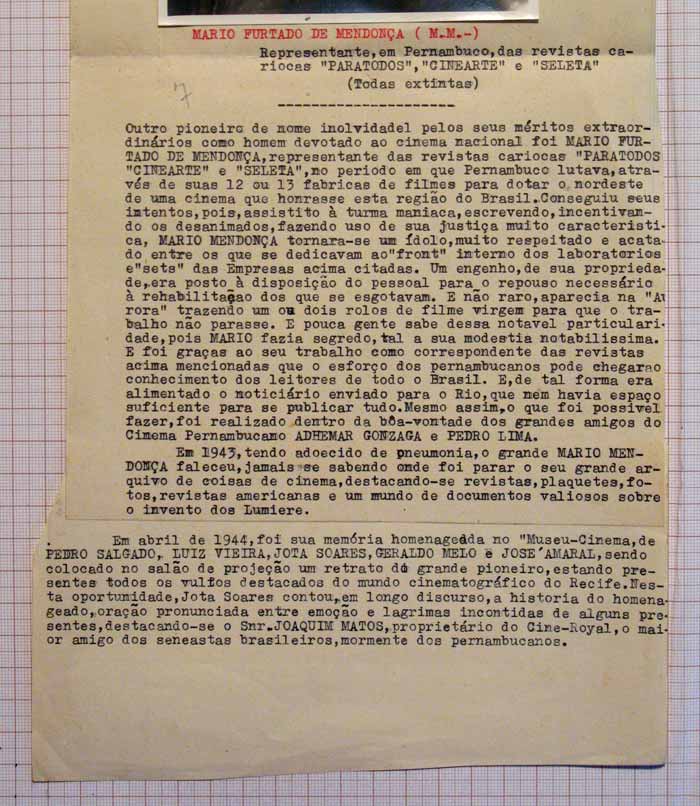 MARIO FURTADO DE MENDONÇA ( M.M.-)
Representante,em Pernambuco,das revistas ca-
riocas "PARATODOS","CINEARTE" e "SELETA"
(Todas extintas)
7
Outro pioneiro de nome inolvidadel pelos seus méritos extraor-
dinários como homem devotado ao cinema nacional foi MARIO FUR-
TADO DE MENDONÇA,representante das revistas cariocas "PARATODOS
"CINEARTE" e "SELETA",no periodo em que Pernambuco lutava,atra-
vés de suas 12 ou 13 fabricas de filmes para dotar o nordeste
de uma cinema que honrasse esta região do Brasil.Conseguiu seus
intentos,pois,assistito à turma maniaca,escrevendo,incentivan-
do os desanimados,fazendo uso de sua justiça muito caracteristi-
ca, MARIO MENDONÇA tornara-se um ídolo,muito respeitado e acata-
do entre os que se dedicavam ao"front" interno dos laboratorios
e"sets" das Empresas acima citadas. Um engenho,de sua proprieda-
de,era posto à disposição do pessoal para o repouso necessário
à rehabilitaçao dos que se esgotavam. E não raro,aparecia na "Au
rora" trazendo um ou dois rolos de filme virgem para que o tra-
balho não parasse. E pouca gente sabe dessa notavel particulari-
dade,pois MARIO fazia segredo,tal a sua modestia notabilissima.
E foi graças ao seu trabalho como correspondente das revistas
acima mencionadas que o esforço dos pernambucanos pode chegarao
conhecimento dos leitores de todo o Brasil. E,de tal forma era
alimentado o noticiário enviado para o Rio,que nem havia espaço
suficiente para se publicar tudo.Mesmo assim,o que foi possivel
fazer,foi realizado dentro da bôa-vontade dos grandes amigos do
Cinema Pernambucano ADHEMAR GONZAGA e PEDRO LIMA.
Em 1943,tendo adoecido de pneumonia,o grande MARIO MEN-
DONÇA faleceu,jamais se sabendo onde foi parar o seu grande ar-
quivo de coisas de cinema,destacando-se revistas,plaquetes,fo-
tos,revistas americanas e um mundo de documentos valiosos sobre
o invento dos Lumiere.
Em abril de 1944,foi sua memória homenageada no "Museu-Cinema,de
PEDRO SALGADO, LUIZ VIEIRA,JOTA SOARES,GERALDO MELO e JOSE´AMARAL,sendo
colocado no salão de projeção um retrato do grande pioneiro,estando pre-
sentes todos os vultos destacados do mundo cinematográfico do Recife.Nes-
ta oportunidade,Jota Soares contou,em longo discurso,a historia do homena-
geado,oração pronunciada entre emoção e lagrimas incontidas de alguns pre-
sentes,destacando-se o Snr.JOAQUIM MATOS,proprietário do Cine-Royal,o mai-
or amigo dos seneastas brasileiros,mormente dos pernambucanos.